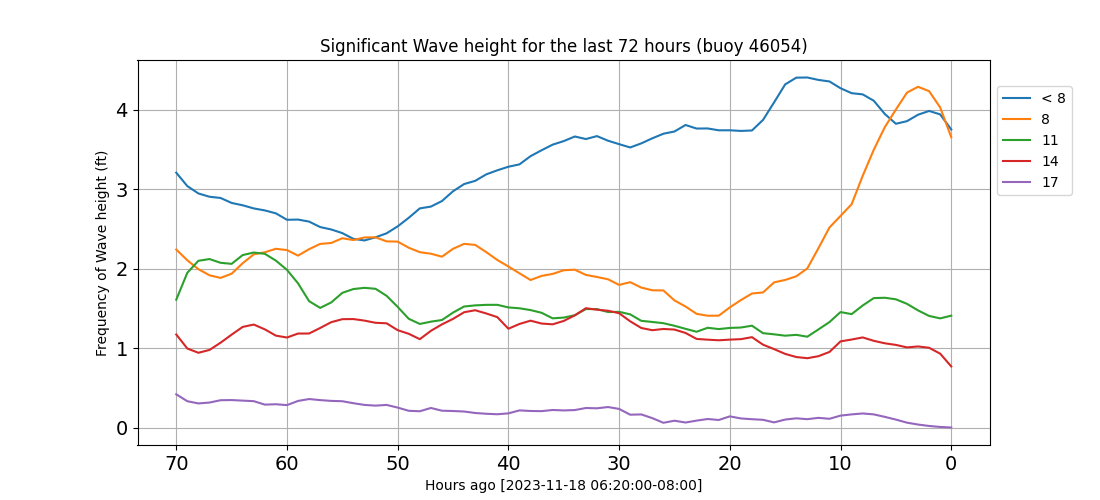 Significant Wave height for the last 72 hours (buoy 46054)
Frequency of Wave height (ft)
4
3
2
1
0
70 60 50 40 30 20 10 0
Hours ago [2023-11-18 06:20:00-08:00]
< 8
8
11
14
17